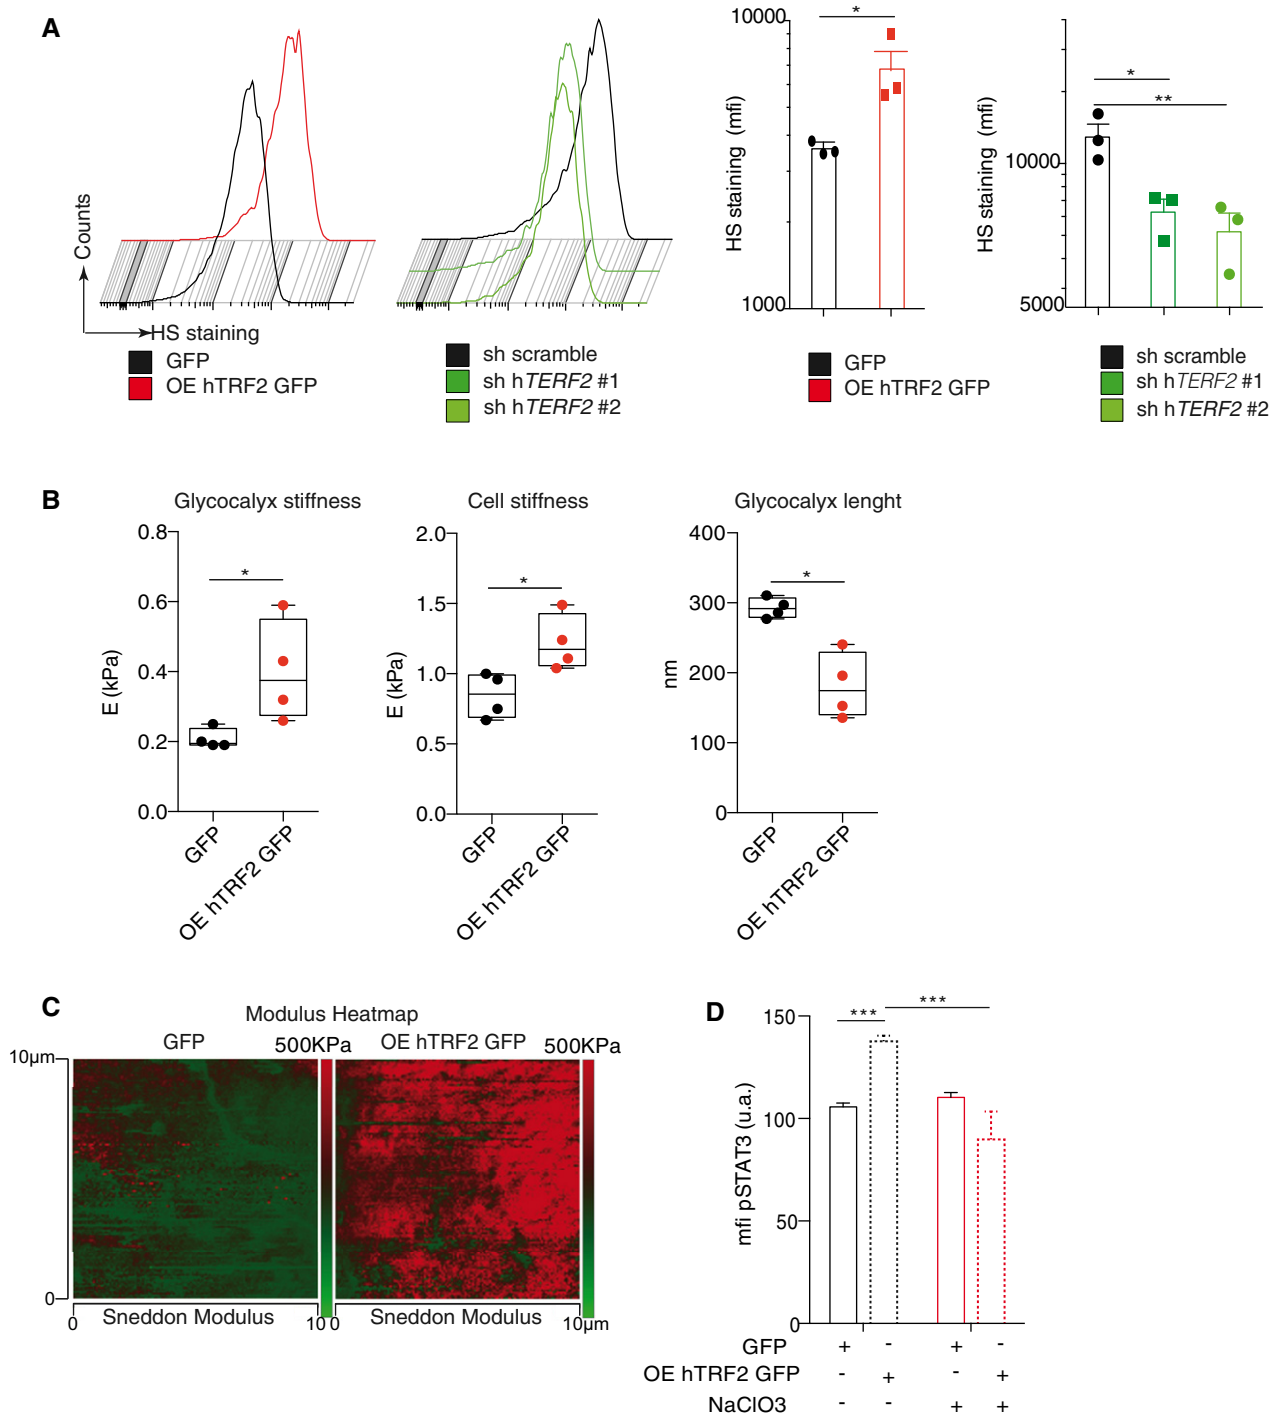 A
Counts
HS staining
GFP
OE hTRF2 GFP
sh scramble
sh hTERF2 #1
sh hTERF2 #2
HS staining (mfi)
10000
1000
*
GFP
OE hTRF2 GFP
HS staining (mfi)
10000
5000
*
**
sh scramble
sh hTERF2 #1
sh hTERF2 #2
B
Glycocalyx stiffness
E (kPa)
0.8
0.6
0.4
0.2
0.0
*
GFP
OE hTRF2 GFP
Cell stiffness
E (kPa)
2.0
1.5
1.0
0.5
0.0
*
GFP
OE hTRF2 GFP
Glycocalyx lenght
nm
400
300
200
100
0
*
GFP
OE hTRF2 GFP
C
Modulus Heatmap
GFP
500KPa
OE hTRF2 GFP
500KPa
10µm
0
Sneddon Modulus
0
10
0
Sneddon Modulus
10µm
D
mfi pSTAT3 (u.a.)
150
100
50
0
***
***
GFP + - + -
OE hTRF2 GFP - + - +
NaClO3 - - + +